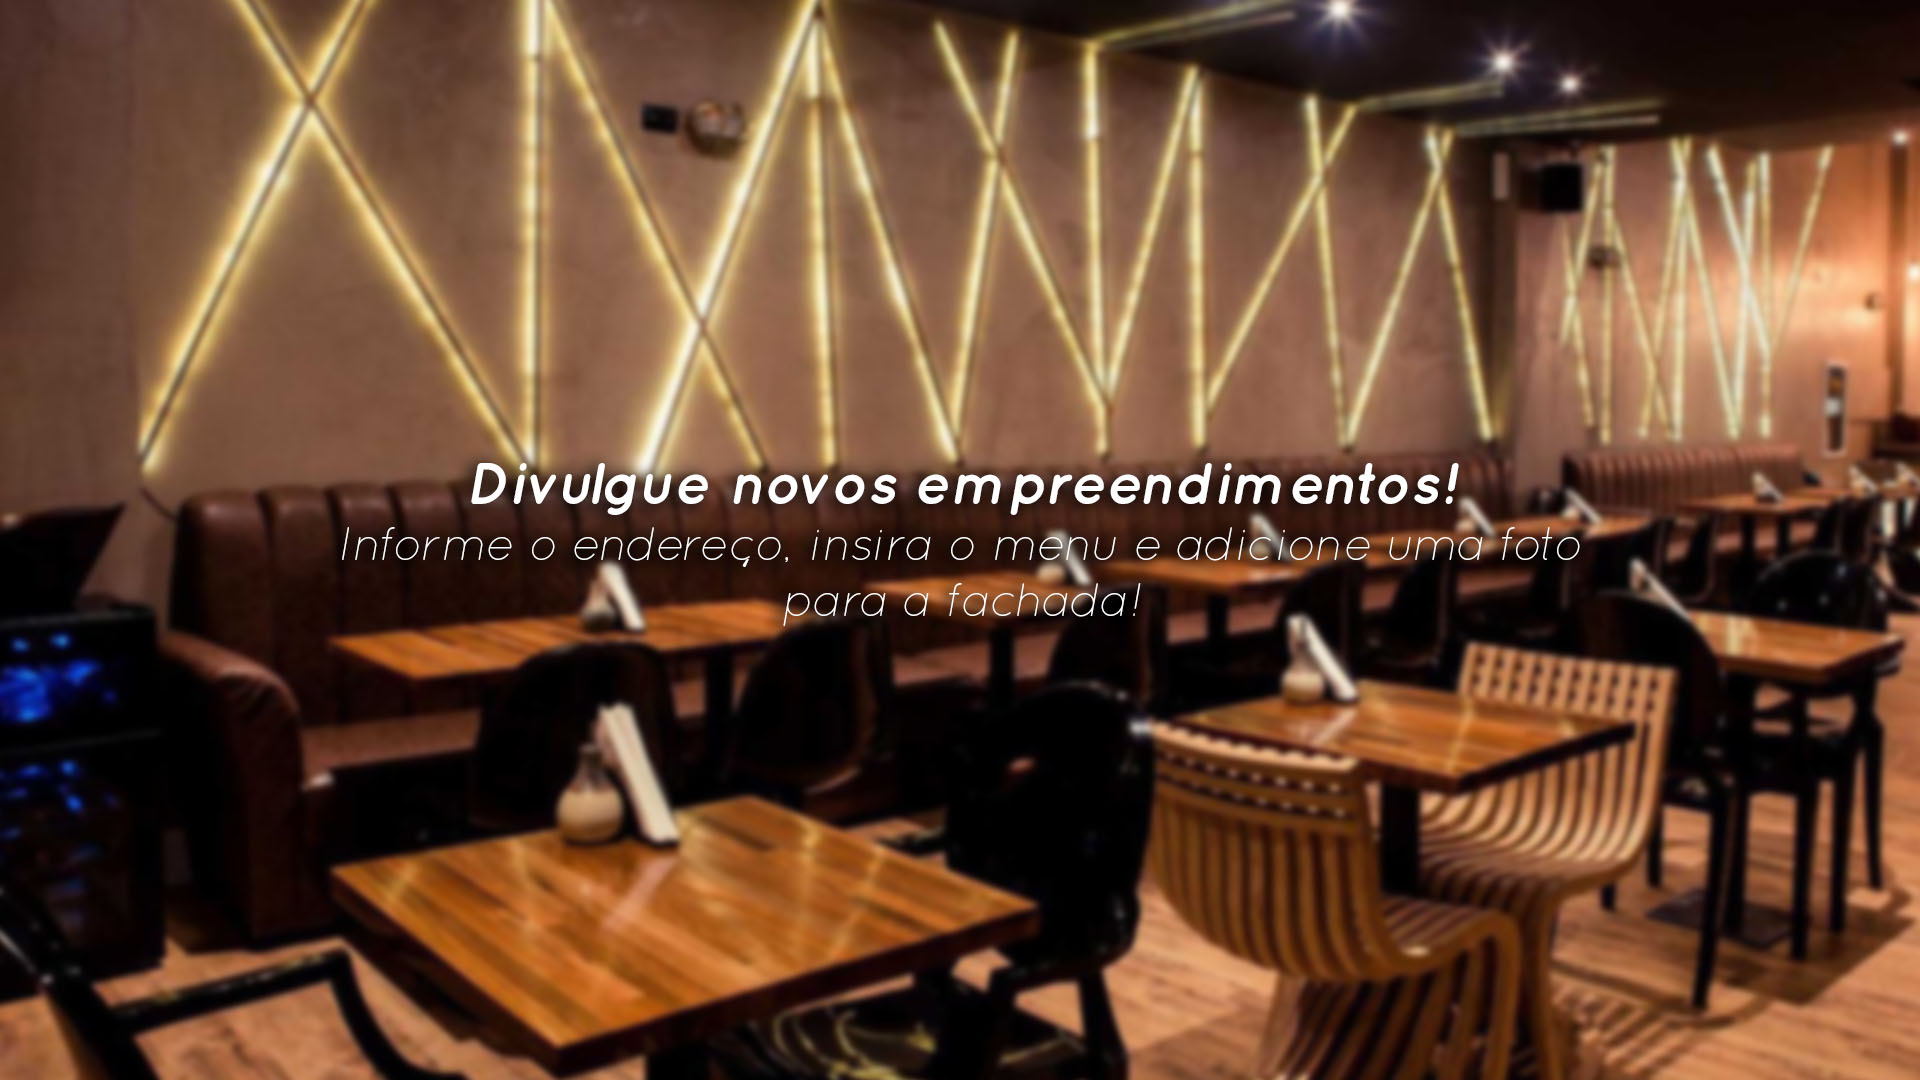 Divulgue novos empreendimentos!
Informe o endereço, insira o menu e adicione uma foto
para a fachada!